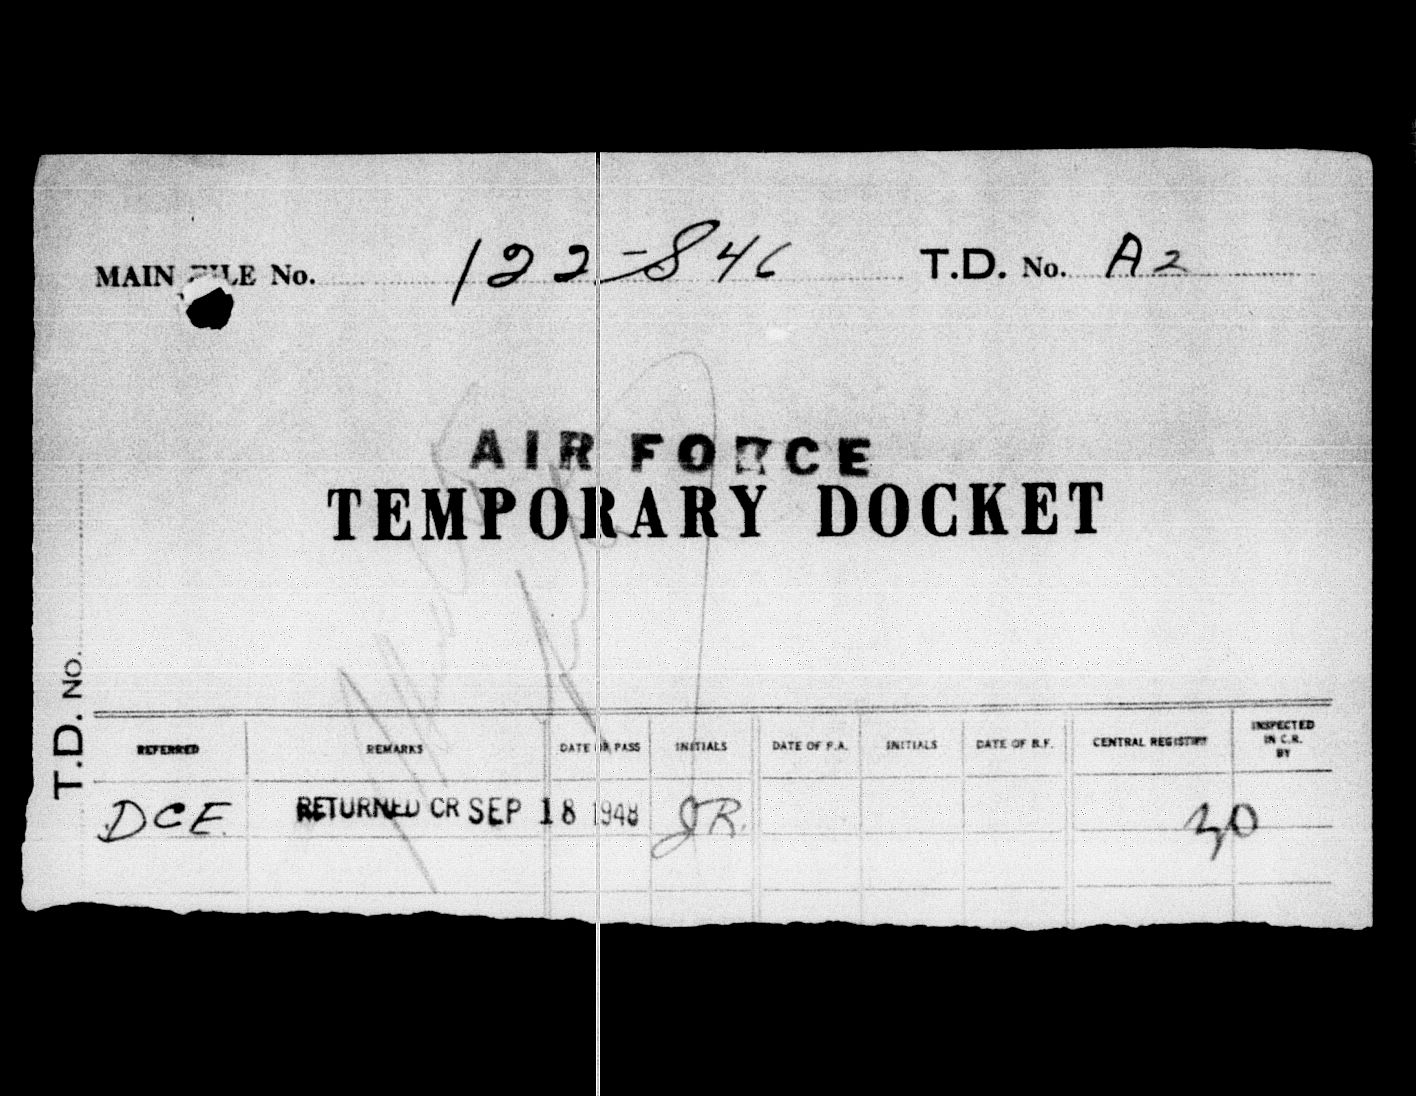 MAIN FILE No. 122-846 T.D. No. A2
AIR FORCE
TEMPORARY DOCKET
T.D. NO.
REFERRED REMARKS DATE OR PASS INITIALS DATE OF P.A. INITIALS DATE OF B.F. CENTRAL REGISTRY INSPECTED IN C.R. BY
DCE RETURNED CR SEP 18 1948 JR.